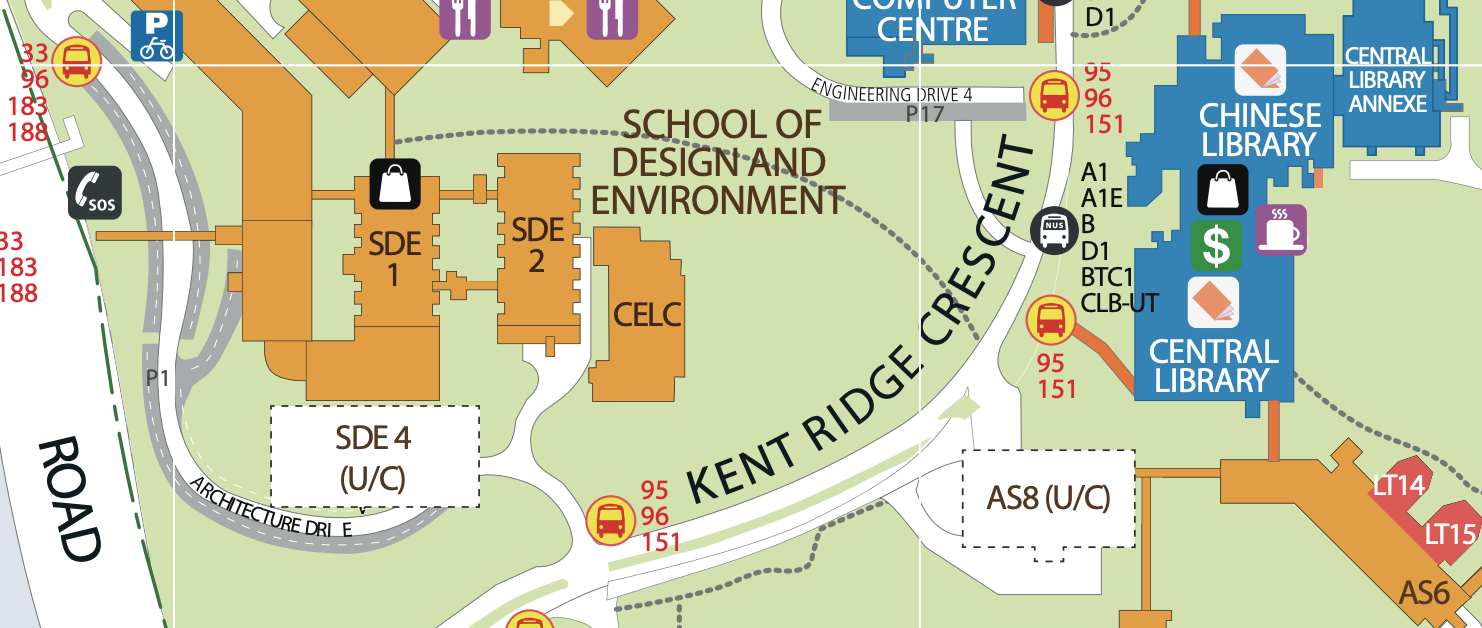 COMPUTER
CENTRE
D1
P
33
96
183
188
SOS
33
183
188
SCHOOL OF
DESIGN AND
ENVIRONMENT
SDE
1
SDE
2
CELC
ENGINEERING DRIVE 4
P17
95
96
151
CENTRAL
LIBRARY
ANNEXE
CHINESE
LIBRARY
$
NUS
A1
A1E
B
D1
BTC1
CLB-UT
95
151
CENTRAL
LIBRARY
KENT RIDGE CRESCENT
P1
SDE 4
(U/C)
ARCHITECTURE DRI E
V
ROAD
95
96
151
AS8 (U/C)
LT14
LT15
AS6